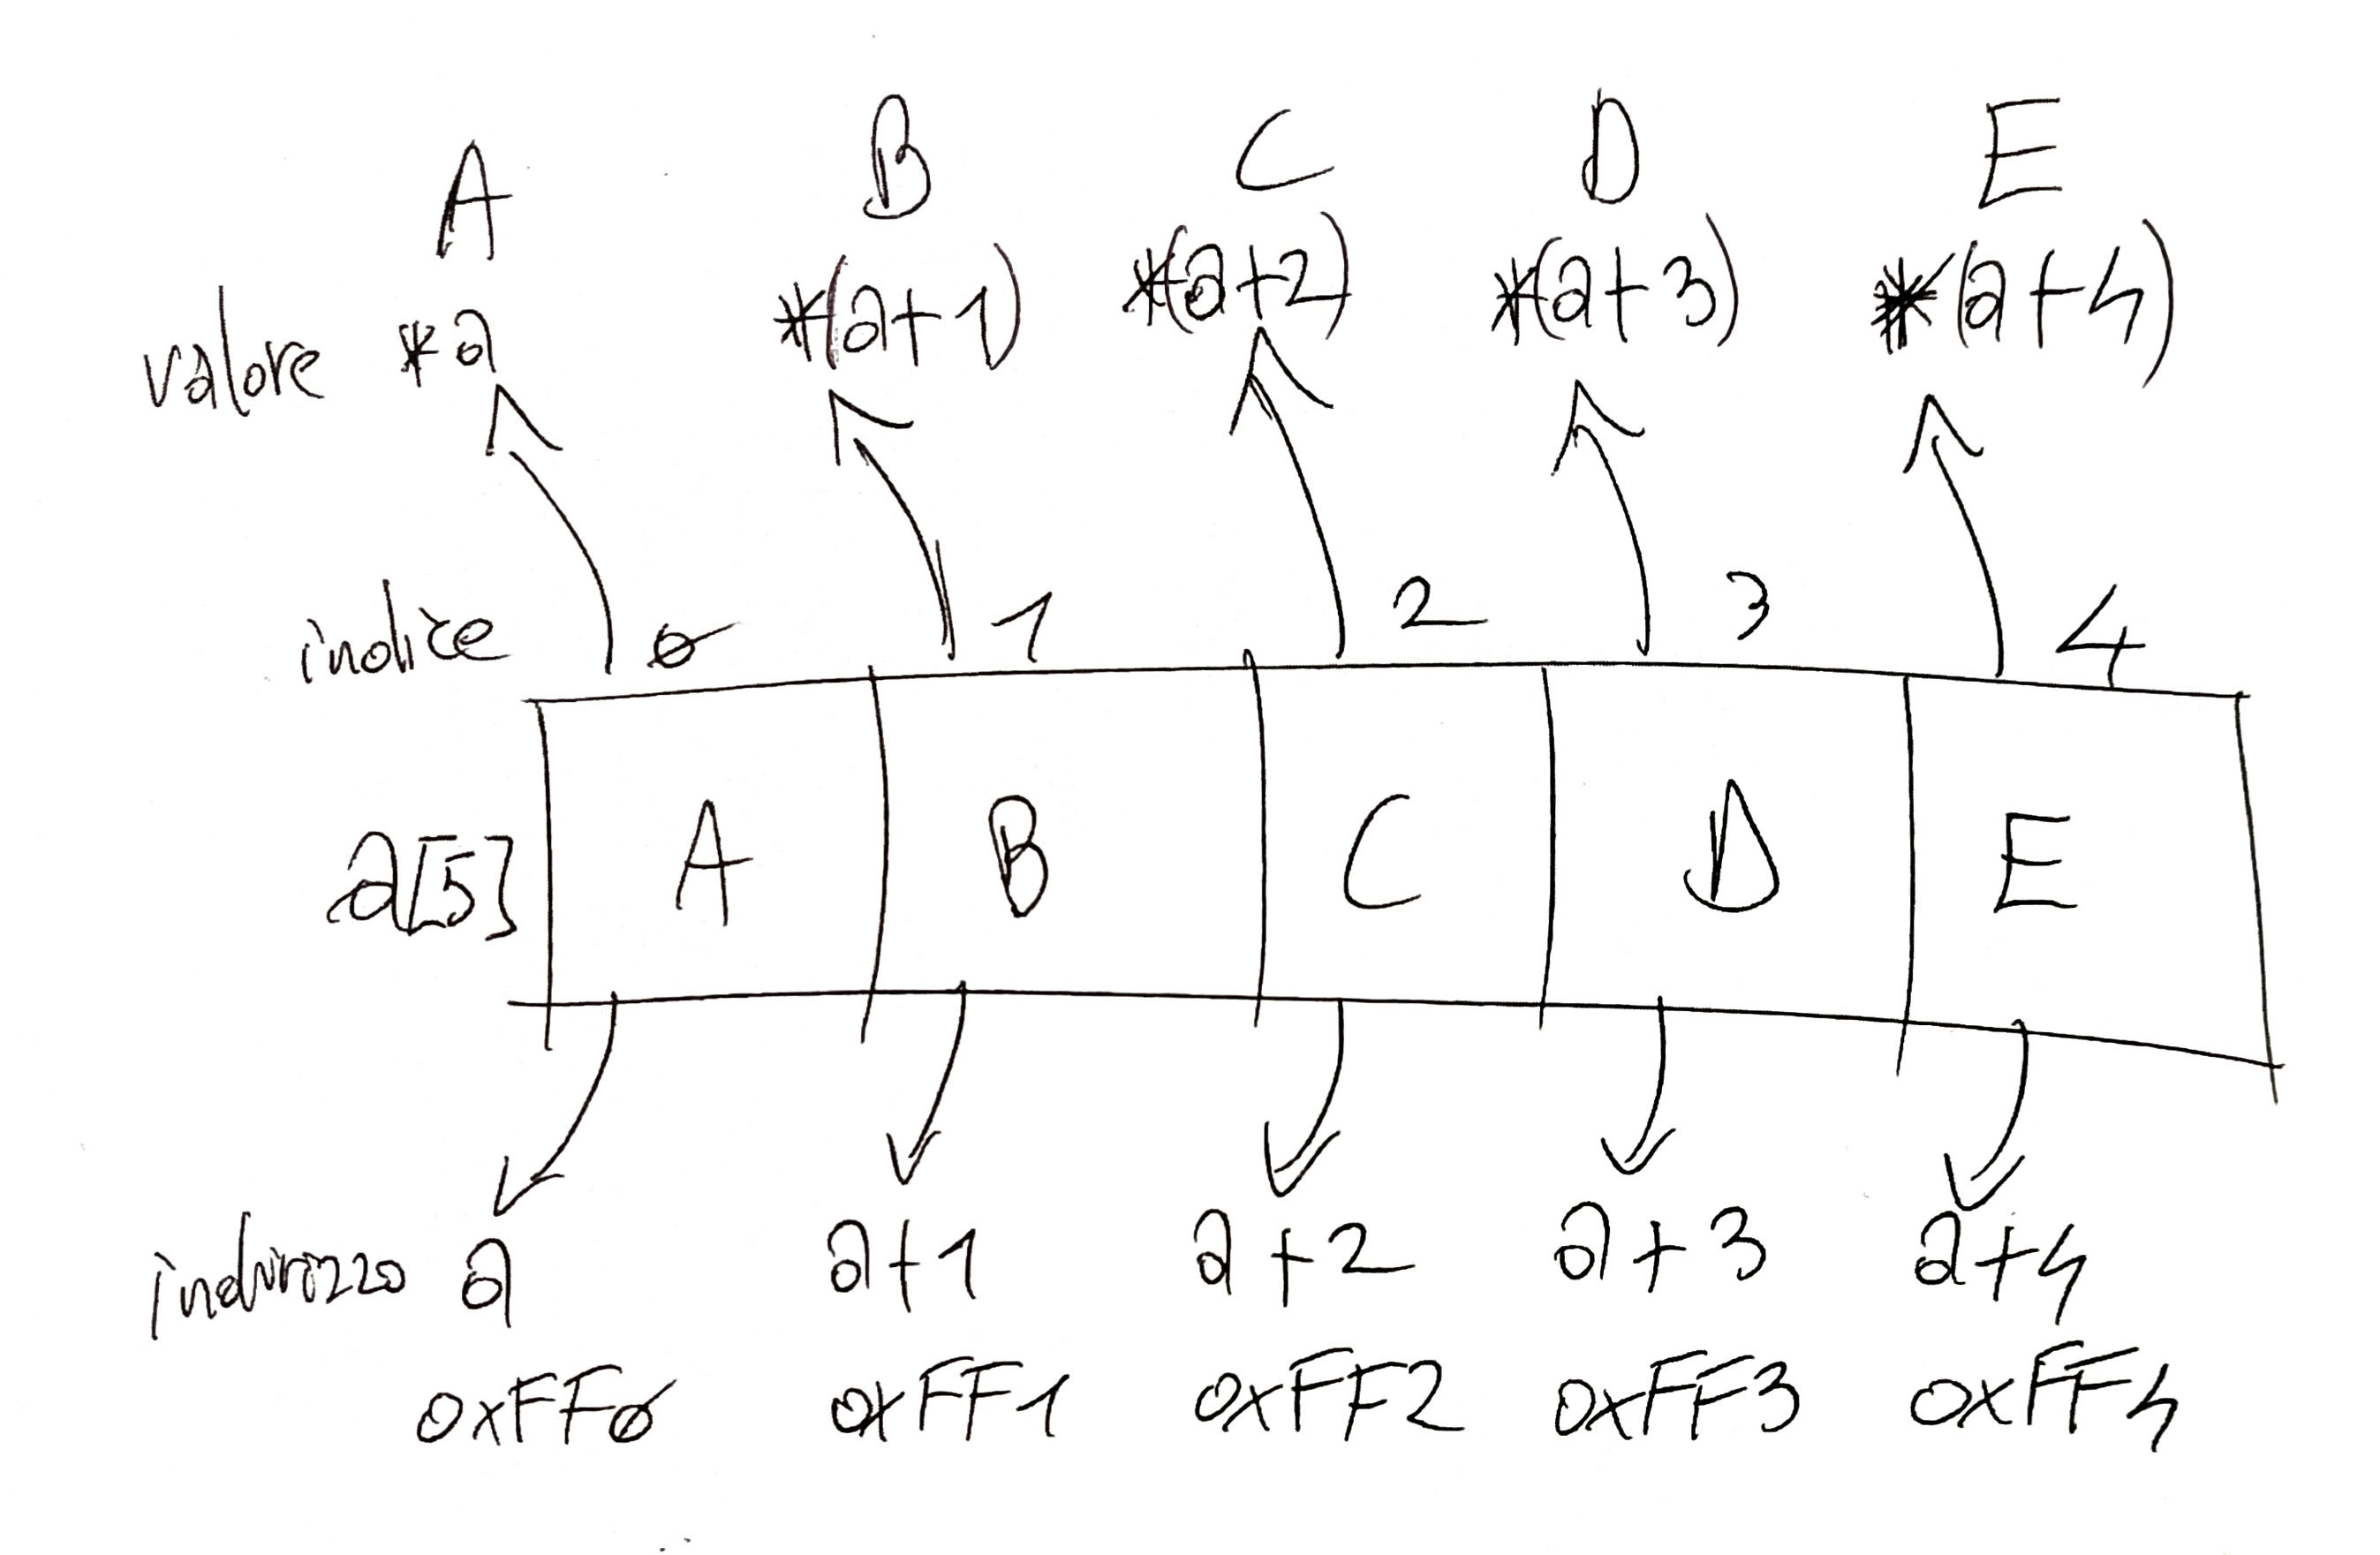 A B C D E
valore *a *(a+1) *(a+2) *(a+3) *(a+4)
indice 0 1 2 3 4
a[5] A B C D E
indirizzo a a+1 a+2 a+3 a+4
0xFF0 0xFF1 0xFF2 0xFF3 0xFF4